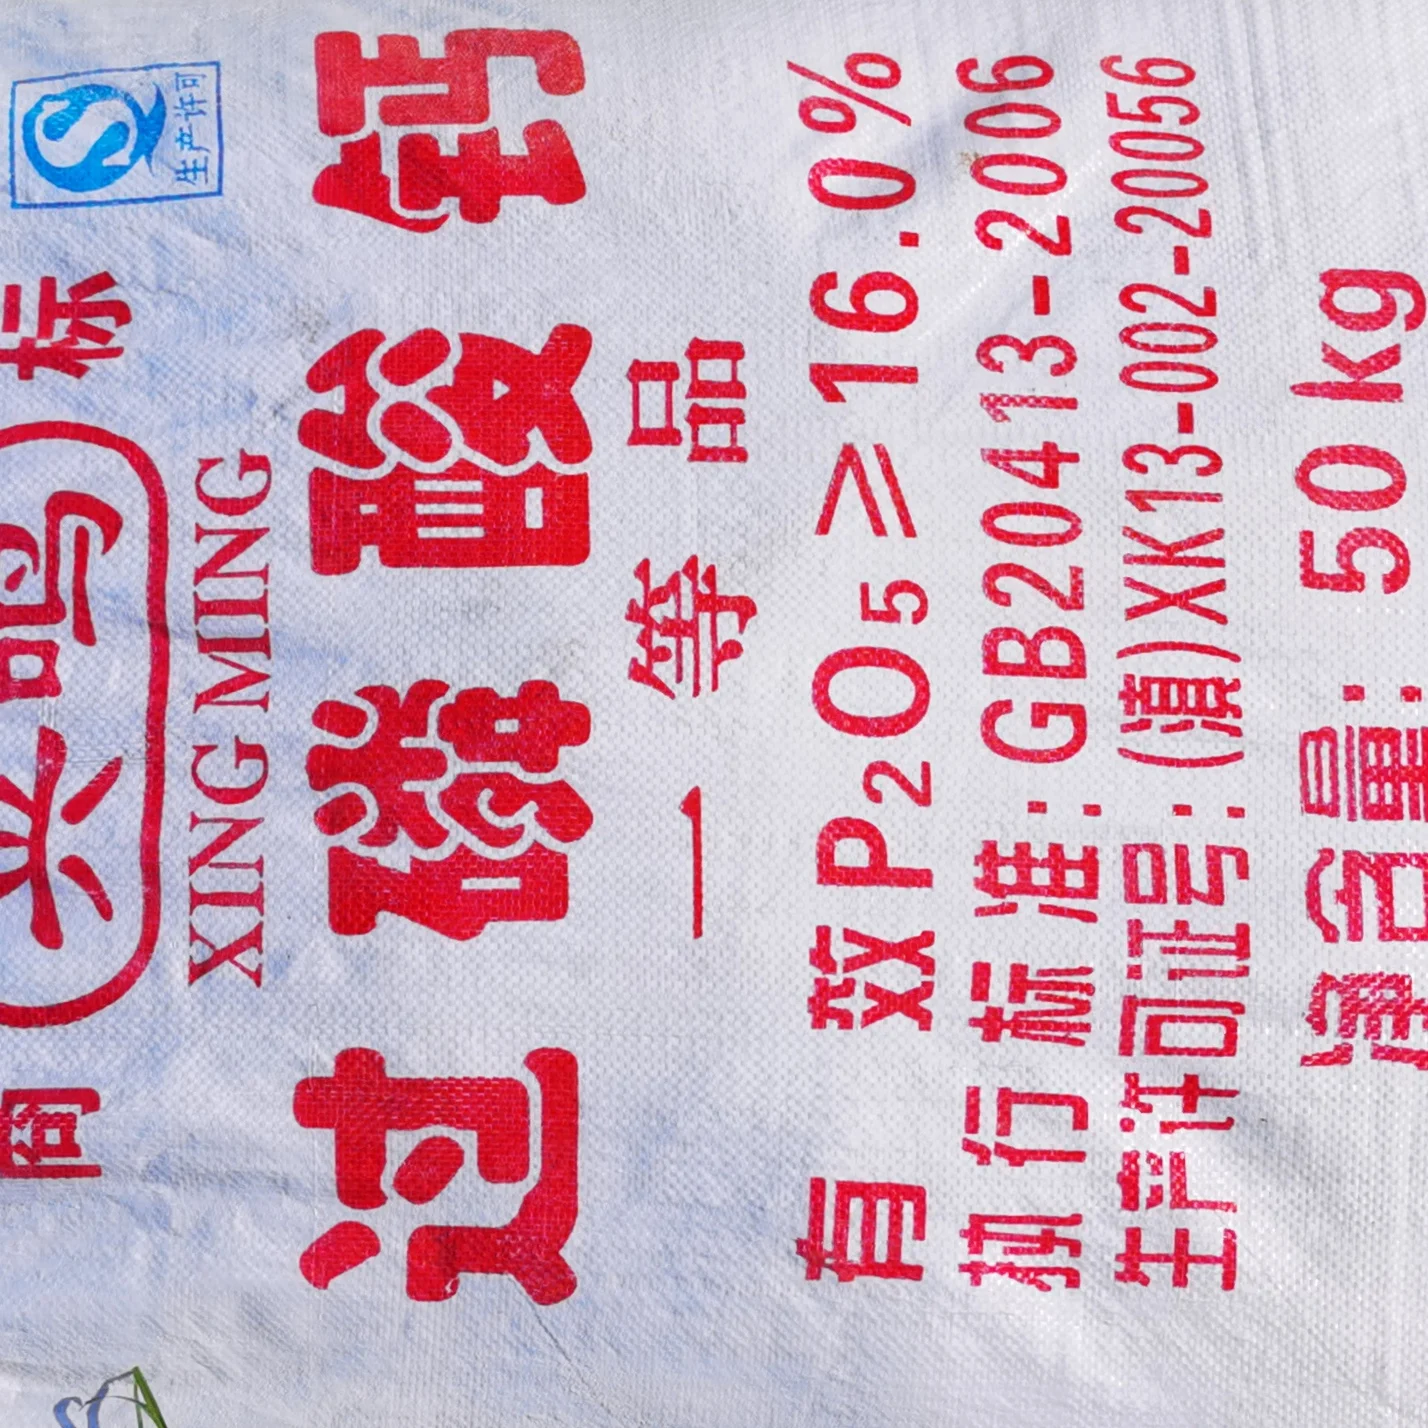 商 兴鸣 标
生产许可
XING MING
过磷酸钙
一等品
有效P₂O₅≥16.0%
执行标准:GB20413-2006
生产许可证号:(滇)XK13-002-20056
净含量:50kg